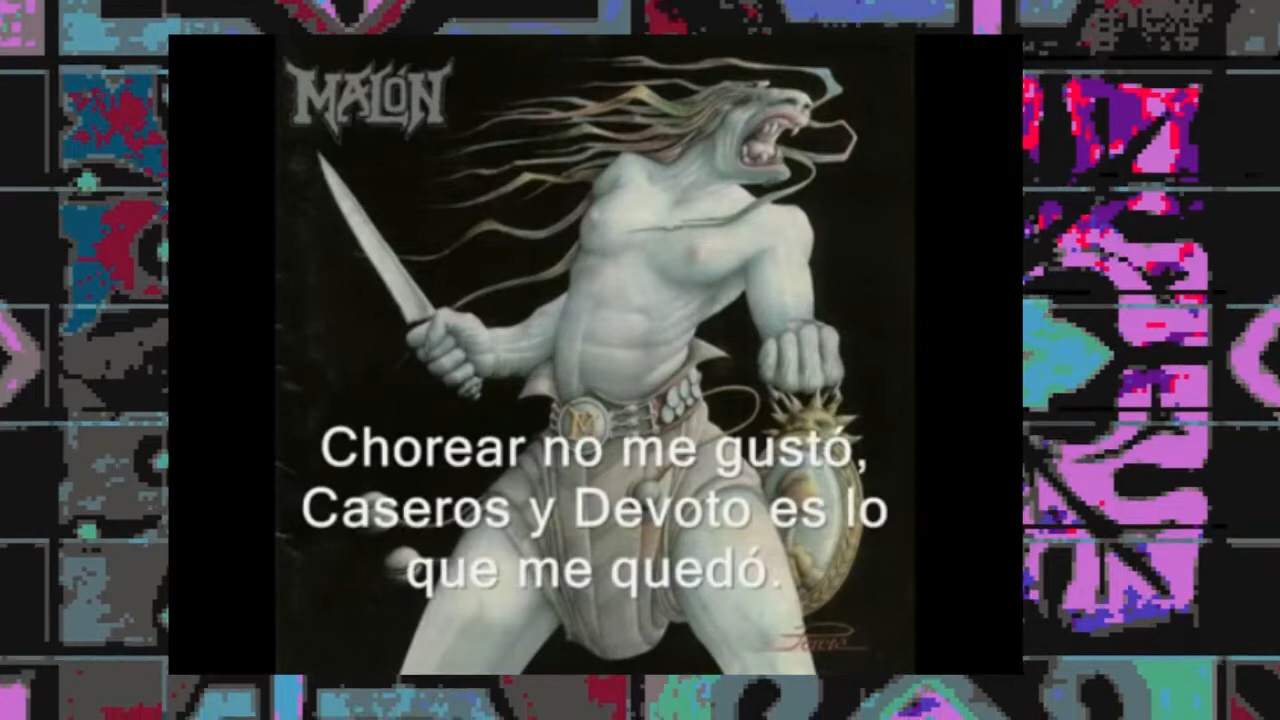 MALÓN
Chorear no me gustó,
Caseros y Devoto es lo
que me quedó.